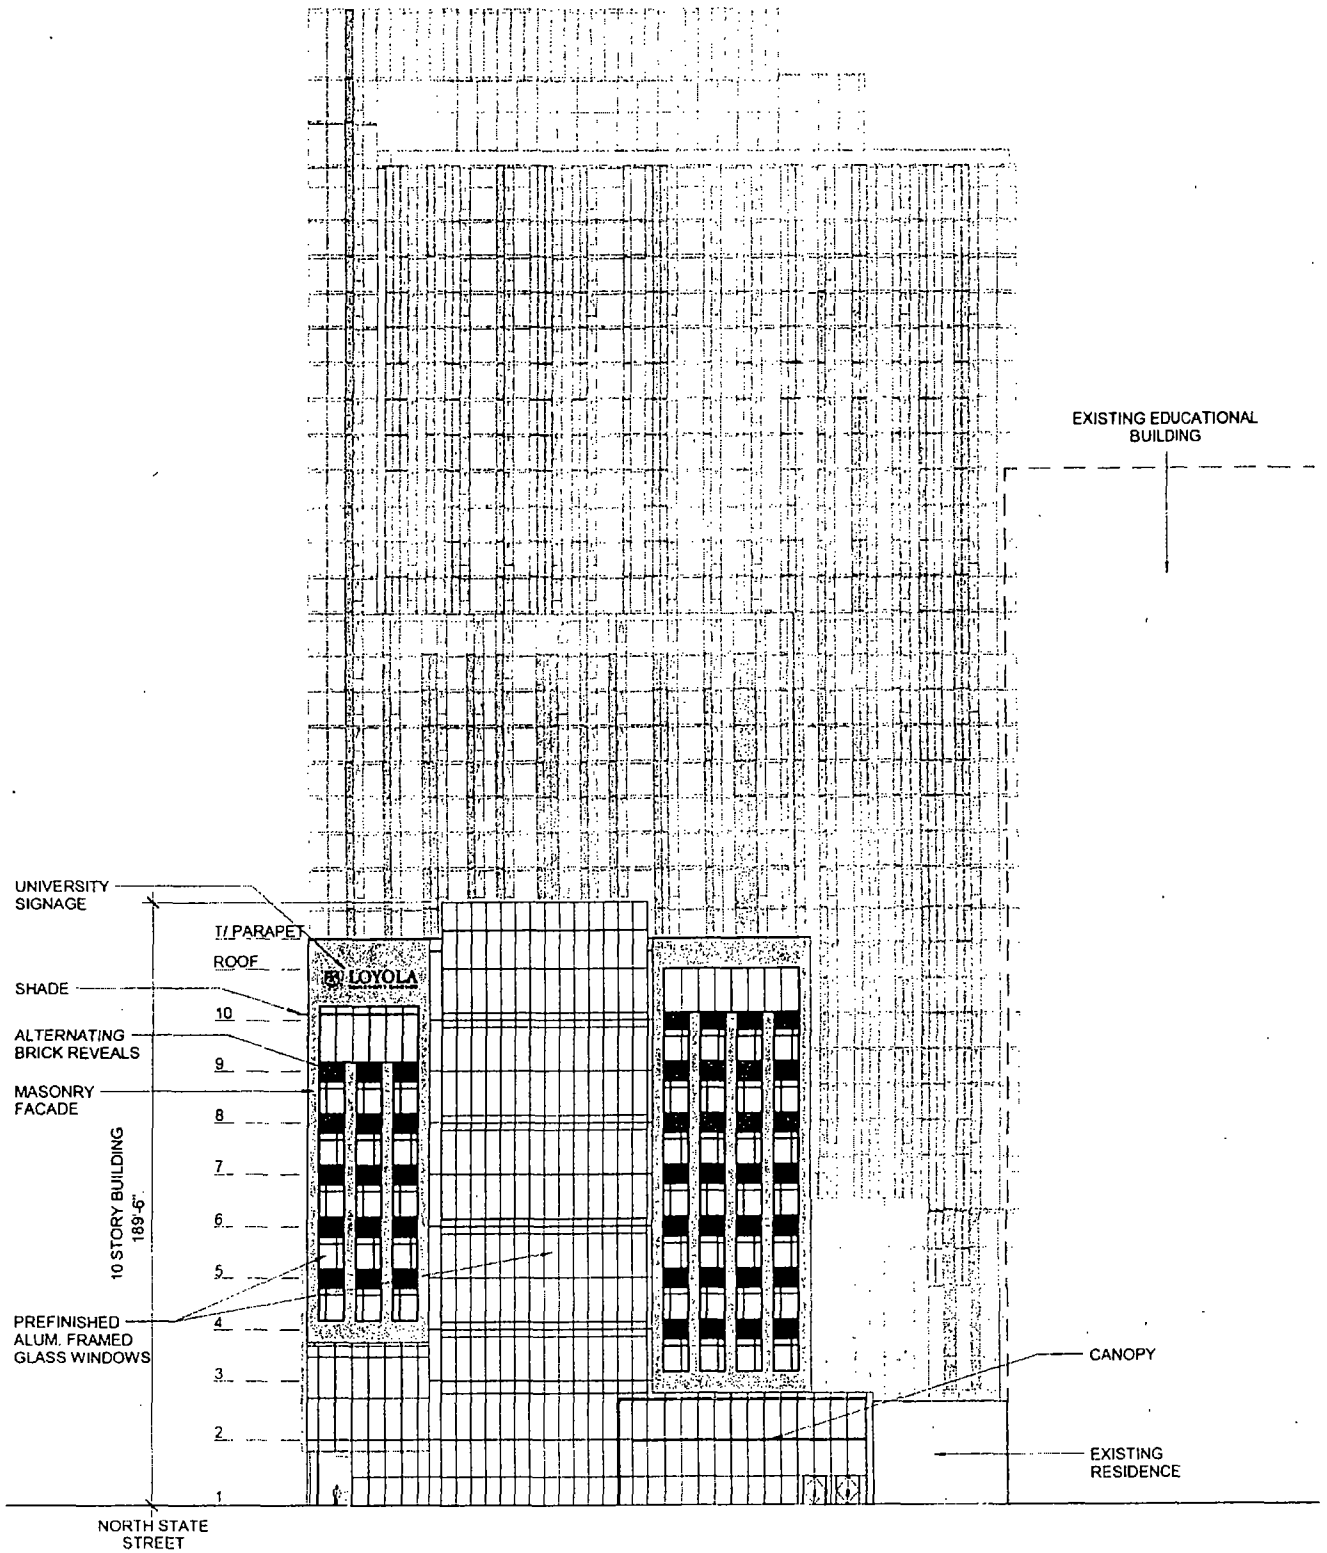 EXISTING EDUCATIONAL
BUILDING
UNIVERSITY
SIGNAGE
T/ PARAPET
ROOF
LOYOLA
SHADE
10
ALTERNATING
BRICK REVEALS
9
MASONRY
FACADE
8
7
10 STORY BUILDING
189'-6"
6
5
PREFINISHED
ALUM. FRAMED
GLASS WINDOWS
4
3
CANOPY
2
EXISTING
RESIDENCE
1
NORTH STATE
STREET